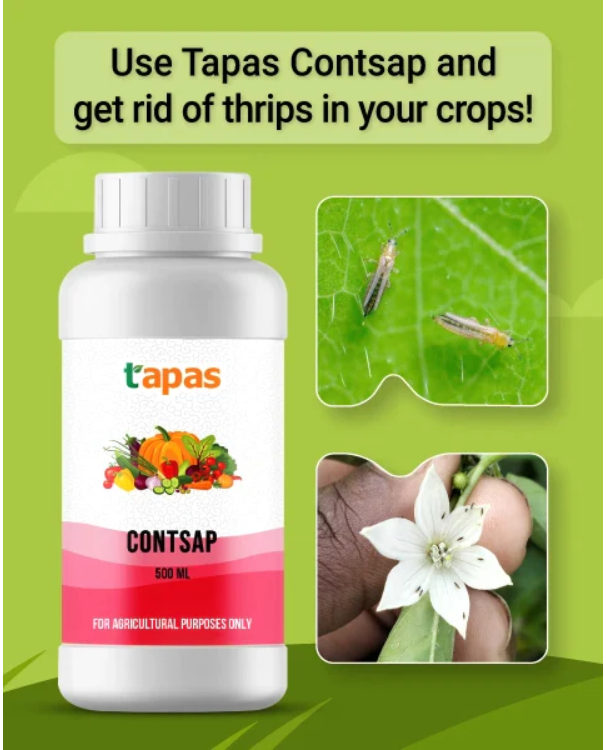 Use Tapas Contsap and
get rid of thrips in your crops!
tapas
CONTSAP
500 ML
FOR AGRICULTURAL PURPOSES ONLY